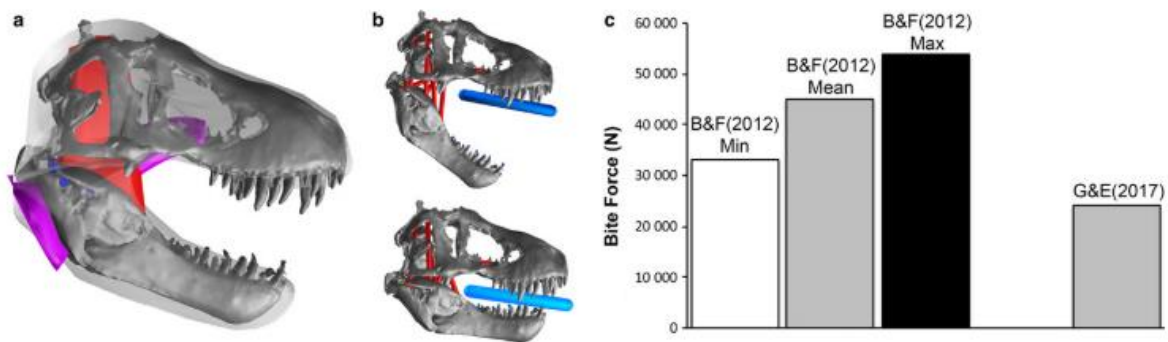 a
b
c
60 000
50 000
40 000
30 000
20 000
10 000
0
Bite Force (N)
B&F(2012)
Min
B&F(2012)
Mean
B&F(2012)
Max
G&E(2017)